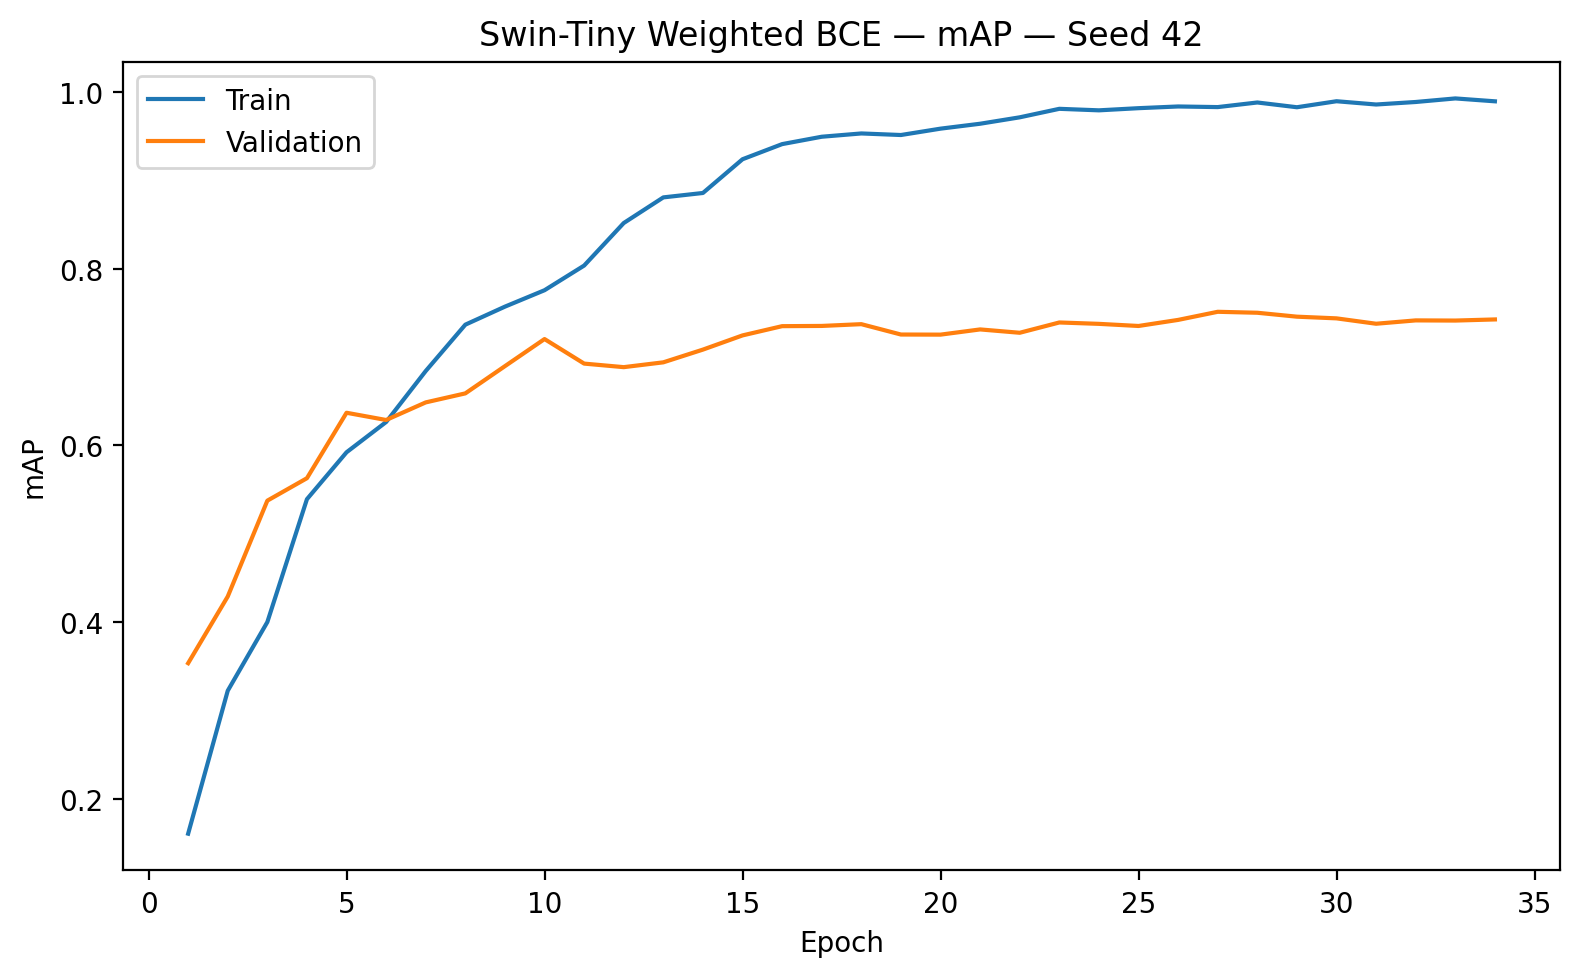 Swin-Tiny Weighted BCE — mAP — Seed 42
Train
Validation
1.0
0.8
0.6
0.4
0.2
mAP
0 5 10 15 20 25 30 35
Epoch